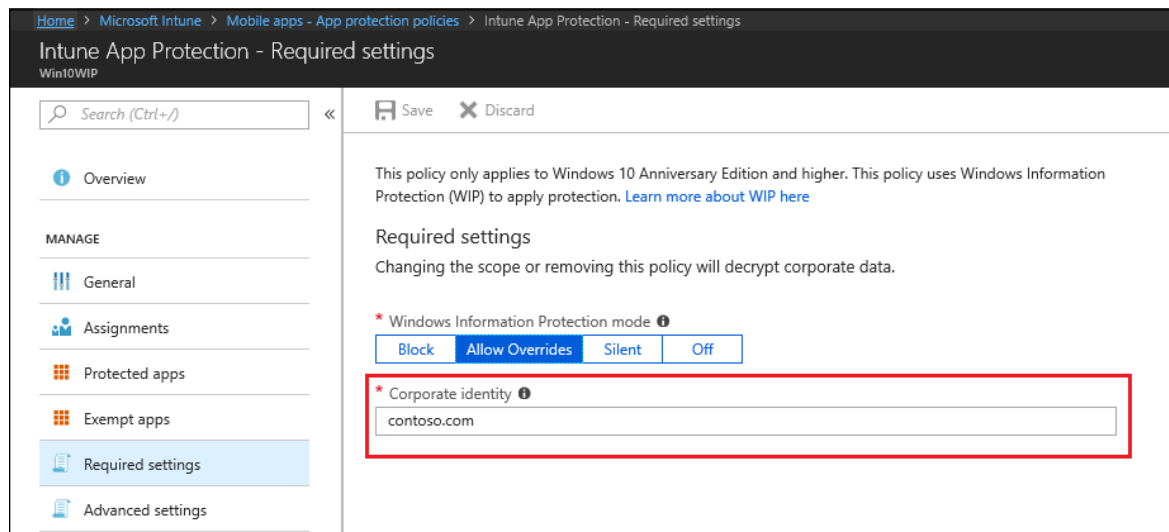 Home > Microsoft Intune > Mobile apps - App protection policies > Intune App Protection - Required settings
Intune App Protection - Required settings
Win10WIP
Search (Ctrl+/)
«
Overview
MANAGE
General
Assignments
Protected apps
Exempt apps
Required settings
Advanced settings
Save
Discard
This policy only applies to Windows 10 Anniversary Edition and higher. This policy uses Windows Information
Protection (WIP) to apply protection. Learn more about WIP here
Required settings
Changing the scope or removing this policy will decrypt corporate data.
* Windows Information Protection mode
Block Allow Overrides Silent Off
* Corporate identity
contoso.com